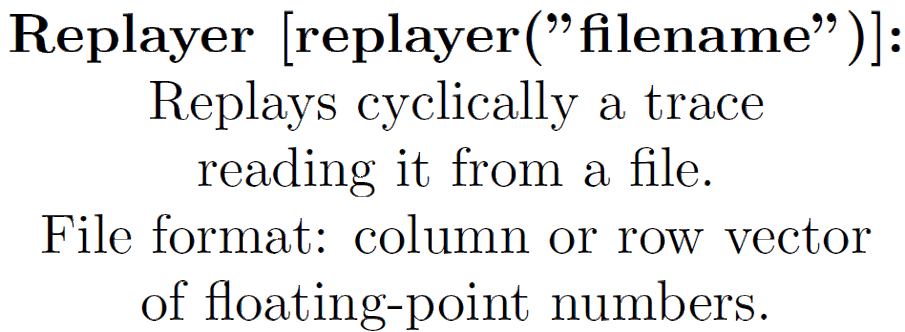 Replayer [replayer(”filename”)]:
Replays cyclically a trace
reading it from a file.
File format: column or row vector
of floating-point numbers.